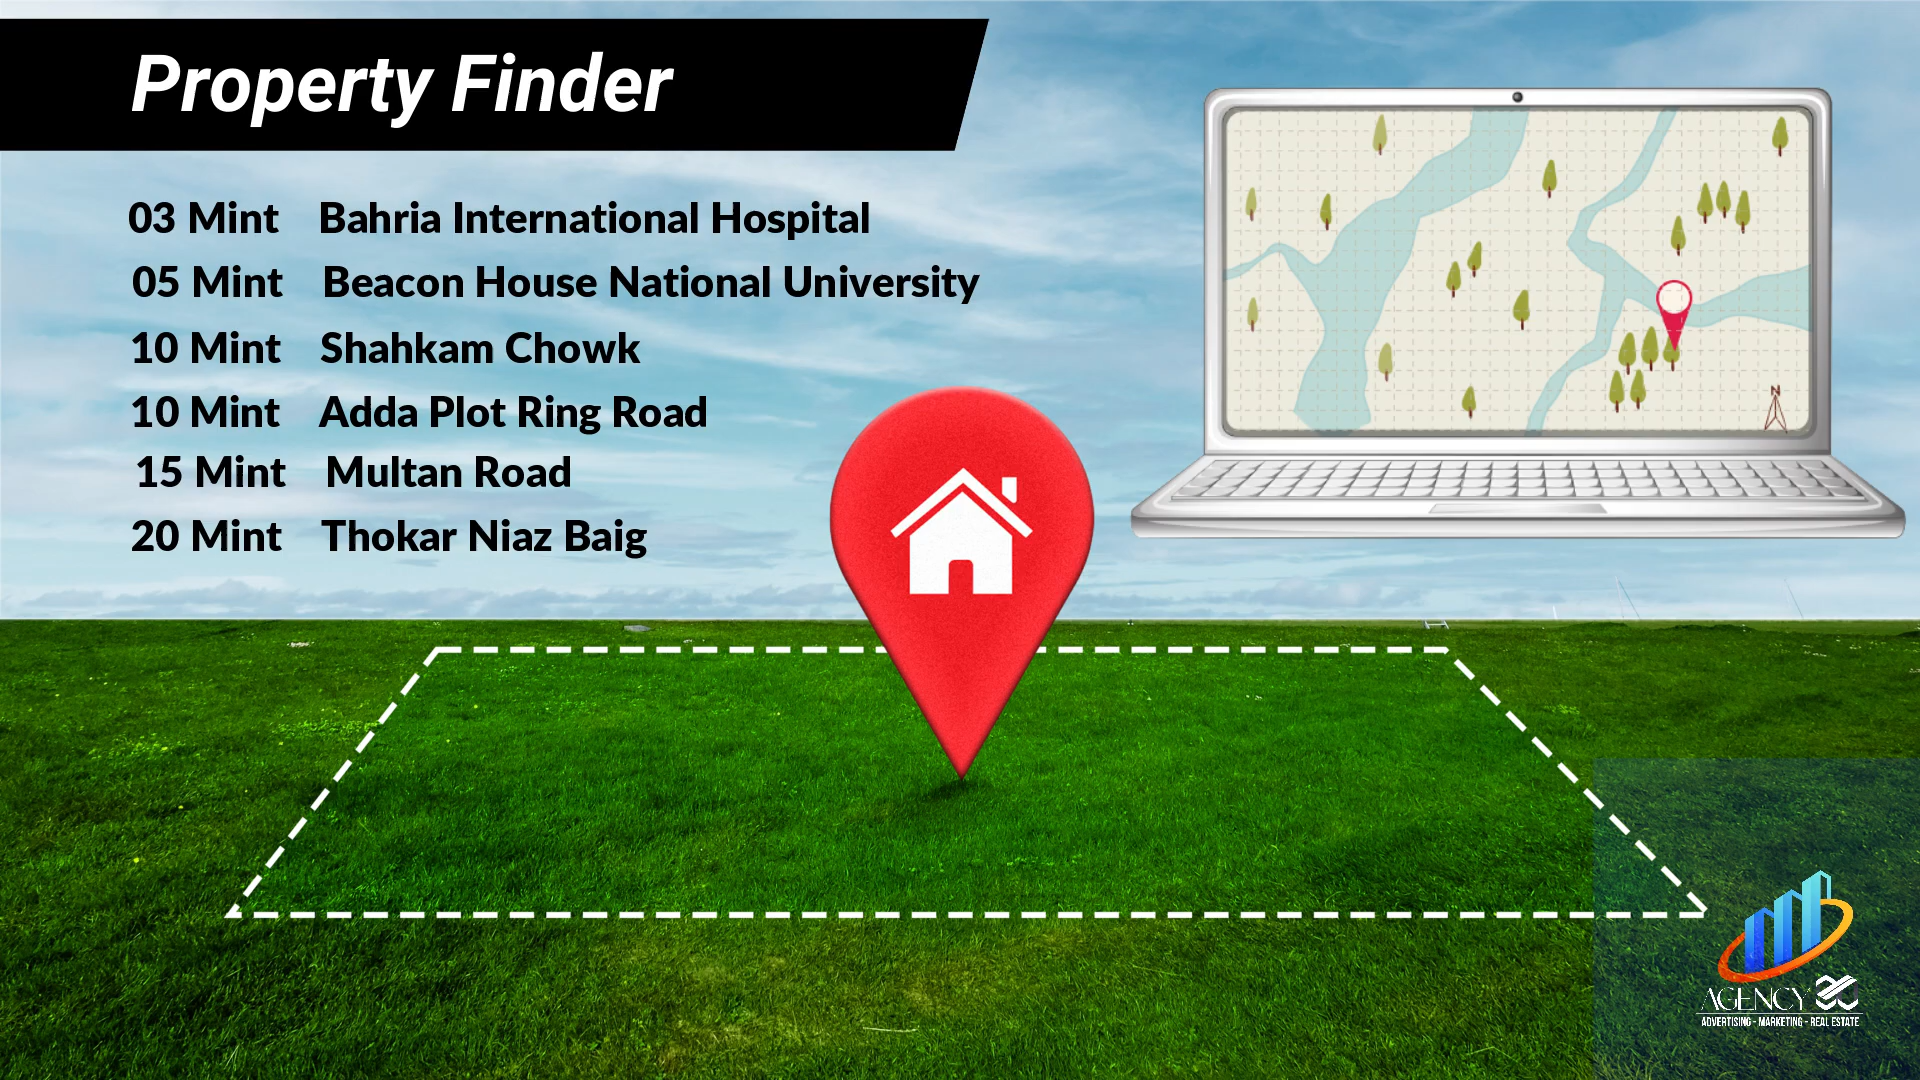 Property Finder
03 Mint Bahria International Hospital
05 Mint Beacon House National University
10 Mint Shahkam Chowk
10 Mint Adda Plot Ring Road
15 Mint Multan Road
20 Mint Thokar Niaz Baig
N
AGENCY
ADVERTISING - MARKETING - REAL ESTATE